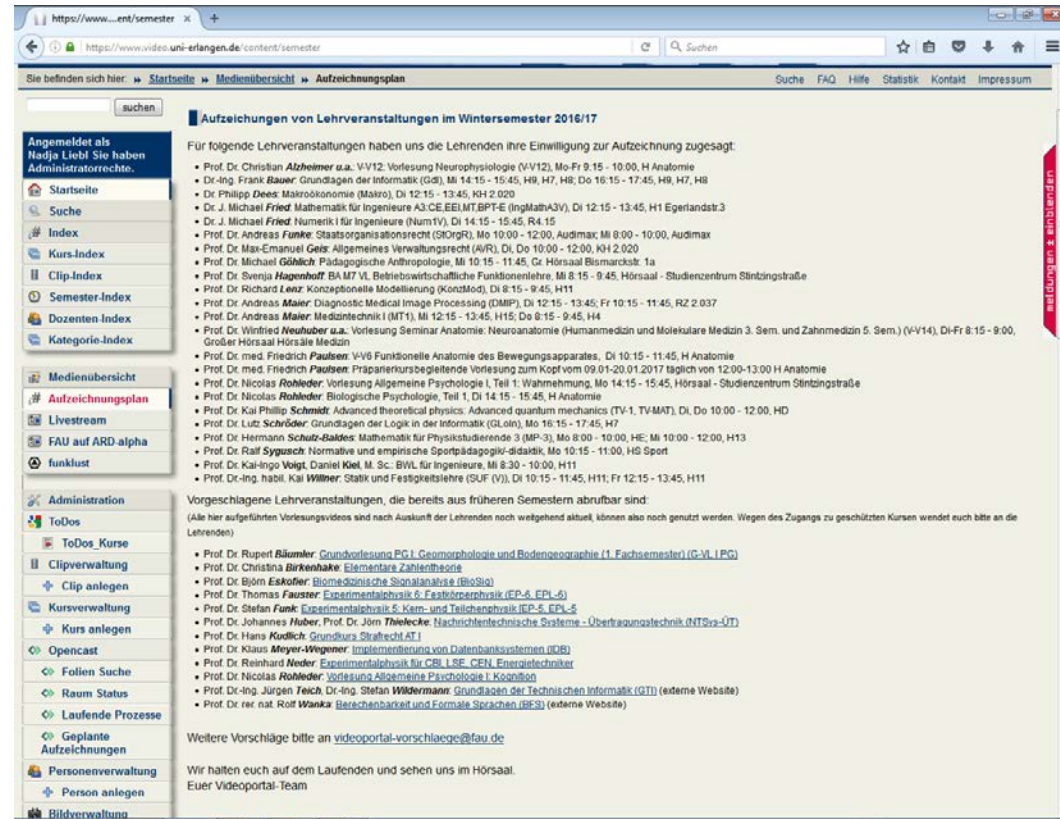 https://www....ent/semester × +
https://www.video.uni-erlangen.de/content/semester
Suchen
Sie befinden sich hier: » Startseite » Medienübersicht » Aufzeichnungsplan
Suche FAQ Hilfe Statistik Kontakt Impressum
suchen
Angemeldet als
Nadja Liebl Sie haben
Administratorrechte.
Startseite
Suche
Index
Kurs-Index
Clip-Index
Semester-Index
Dozenten-Index
Kategorie-Index
Medienübersicht
Aufzeichnungsplan
Livestream
FAU auf ARD-alpha
funklust
Administration
ToDos
ToDos_Kurse
Clipverwaltung
Clip anlegen
Kursverwaltung
Kurs anlegen
Opencast
Folien Suche
Raum Status
Laufende Prozesse
Geplante
Aufzeichnungen
Personenverwaltung
Person anlegen
Bildverwaltung
Aufzeichungen von Lehrveranstaltungen im Wintersemester 2016/17
Für folgende Lehrveranstaltungen haben uns die Lehrenden ihre Einwilligung zur Aufzeichnung zugesagt:
• Prof. Dr. Christian Alzheimer u.a.: V-V12: Vorlesung Neurophysiologie (V-V12), Mo-Fr 9:15 - 10:00, H Anatomie
• Dr.-Ing. Frank Bauer: Grundlagen der Informatik (GdI), Mi 14:15 - 15:45, H9, H7, H8; Do 16:15 - 17:45, H9, H7, H8
• Dr. Philipp Dees: Makroökonomie (Makro), Di 12:15 - 13:45, KH 2.020
• Dr. J. Michael Fried: Mathematik für Ingenieure A3:CE,EEI,MT,BPT-E (IngMathA3V), Di 12:15 - 13:45, H1 Egerlandstr.3
• Dr. J. Michael Fried: Numerik I für Ingenieure (Num1V), Di 14:15 - 15:45, R4.15
• Prof. Dr. Andreas Funke: Staatsorganisationsrecht (StOrgR), Mo 10:00 - 12:00, Audimax; Mi 8:00 - 10:00, Audimax
• Prof. Dr. Max-Emanuel Geis: Allgemeines Verwaltungsrecht (AVR), Di, Do 10:00 - 12:00, KH 2.020
• Prof. Dr. Michael Göhlich: Pädagogische Anthropologie, Mi 10:15 - 11:45, Gr. Hörsaal Bismarckstr. 1a
• Prof. Dr. Svenja Hagenhoff: BA M7 VL Betriebswirtschaftliche Funktionenlehre, Mi 8:15 - 9:45, Hörsaal - Studienzentrum Stintzingstraße
• Prof. Dr. Richard Lenz: Konzeptionelle Modellierung (KonzMod), Di 8:15 - 9:45, H11
• Prof. Dr. Andreas Maier: Diagnostic Medical Image Processing (DMIP), Di 12:15 - 13:45; Fr 10:15 - 11:45, RZ 2.037
• Prof. Dr. Andreas Maier: Medizintechnik I (MT1), Mi 12:15 - 13:45, H15; Do 8:15 - 9:45, H4
• Prof. Dr. Winfried Neuhuber u.a.: Vorlesung Seminar Anatomie: Neuroanatomie (Humanmedizin und Molekulare Medizin 3. Sem. und Zahnmedizin 5. Sem.) (V-V14), Di-Fr 8:15 - 9:00,
Großer Hörsaal Hörsäle Medizin
• Prof. Dr. med. Friedrich Paulsen: V-V6 Funktionelle Anatomie des Bewegungsapparates, Di 10:15 - 11:45, H Anatomie
• Prof. Dr. med. Friedrich Paulsen: Präparierkursbegleitende Vorlesung zum Kopf vom 09.01-20.01.2017 täglich von 12:00-13:00 H Anatomie
• Prof. Dr. Nicolas Rohleder: Vorlesung Allgemeine Psychologie I, Teil 1: Wahrnehmung, Mo 14:15 - 15:45, Hörsaal - Studienzentrum Stintzingstraße
• Prof. Dr. Nicolas Rohleder: Biologische Psychologie, Teil 1, Di 14:15 - 15:45, H Anatomie
• Prof. Dr. Kai Phillip Schmidt: Advanced theoretical physics: Advanced quantum mechanics (TV-1, TV-MAT), Di, Do 10:00 - 12:00, HD
• Prof. Dr. Lutz Schröder: Grundlagen der Logik in der Informatik (GLoIn), Mo 16:15 - 17:45, H7
• Prof. Dr. Hermann Schulz-Baldes: Mathematik für Physikstudierende 3 (MP-3), Mo 8:00 - 10:00, HE; Mi 10:00 - 12:00, H13
• Prof. Dr. Ralf Sygusch: Normative und empirische Sportpädagogik/-didaktik, Mo 10:15 - 11:00, HS Sport
• Prof. Dr. Kai-Ingo Voigt, Daniel Kiel, M. Sc.: BWL für Ingenieure, Mi 8:30 - 10:00, H11
• Prof. Dr.-Ing. habil. Kai Willner: Statik und Festigkeitslehre (SUF (V)), Di 10:15 - 11:45, H11; Fr 12:15 - 13:45, H11
Vorgeschlagene Lehrveranstaltungen, die bereits aus früheren Semestern abrufbar sind:
(Alle hier aufgeführten Vorlesungsvideos sind nach Auskunft der Lehrenden noch weitgehend aktuell, können also noch genutzt werden. Wegen des Zugangs zu geschützten Kursen wendet euch bitte an die
Lehrenden)
• Prof. Dr. Rupert Bäumler: Grundvorlesung PG I: Geomorphologie und Bodengeographie (1. Fachsemester) (G-VL I PG)
• Prof. Dr. Christina Birkenhake: Elementare Zahlentheorie
• Prof. Dr. Björn Eskofier: Biomedizinische Signalanalyse (BioSig)
• Prof. Dr. Thomas Fauster: Experimentalphysik 6: Festkörperphysik (EP-6, EPL-6)
• Prof. Dr. Stefan Funk: Experimentalphysik 5: Kern- und Teilchenphysik [EP-5, EPL-5
• Prof. Dr. Johannes Huber, Prof. Dr. Jörn Thielecke: Nachrichtentechnische Systeme - Übertragungstechnik (NTSys-ÜT)
• Prof. Dr. Hans Kudlich: Grundkurs Strafrecht AT I
• Prof. Dr. Klaus Meyer-Wegener: Implementierung von Datenbanksystemen (IDB)
• Prof. Dr. Reinhard Neder: Experimentalphysik für CBI, LSE, CEN, Energietechniker
• Prof. Dr. Nicolas Rohleder: Vorlesung Allgemeine Psychologie I: Kognition
• Prof. Dr.-Ing. Jürgen Teich, Dr.-Ing. Stefan Wildermann: Grundlagen der Technischen Informatik (GTI) (externe Website)
• Prof. Dr. rer. nat. Rolf Wanka: Berechenbarkeit und Formale Sprachen (BFS) (externe Website)
Weitere Vorschläge bitte an videoportal-vorschlaege@fau.de
Wir halten euch auf dem Laufenden und sehen uns im Hörsaal.
Euer Videoportal-Team
meldungen ± einblenden